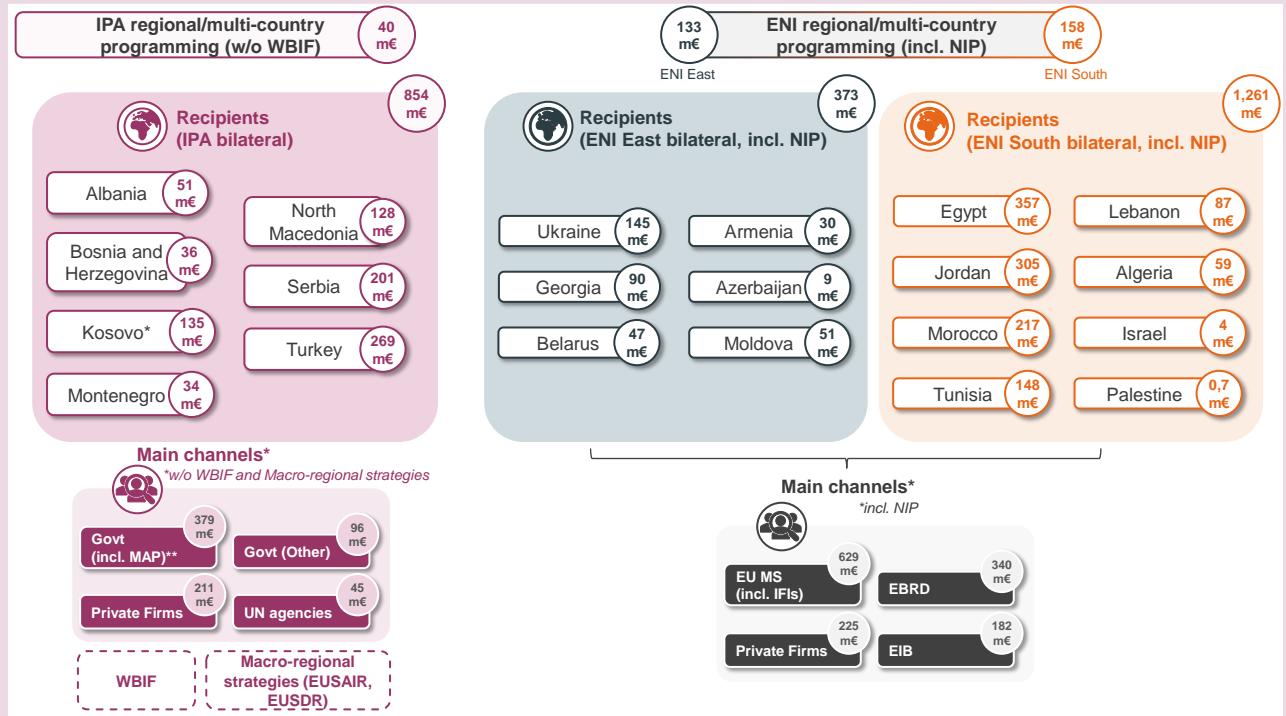 IPA regional/multi-country
programming (w/o WBIF)
40
m€
133
m€
ENI East
ENI regional/multi-country
programming (incl. NIP)
158
m€
ENI South
854
m€
Recipients
(IPA bilateral)
Albania
51
m€
Bosnia and
Herzegovina
36
m€
Kosovo*
135
m€
Montenegro
34
m€
North
Macedonia
128
m€
Serbia
201
m€
Turkey
269
m€
373
m€
Recipients
(ENI East bilateral, incl. NIP)
Ukraine
145
m€
Armenia
30
m€
Georgia
90
m€
Azerbaijan
9
m€
Belarus
47
m€
Moldova
51
m€
1,261
m€
Recipients
(ENI South bilateral, incl. NIP)
Egypt
357
m€
Lebanon
87
m€
Jordan
305
m€
Algeria
59
m€
Morocco
217
m€
Israel
4
m€
Tunisia
148
m€
Palestine
0,7
m€
Main channels*
*w/o WBIF and Macro-regional strategies
Govt
(incl. MAP)**
379
m€
Govt (Other)
96
m€
Private Firms
211
m€
UN agencies
45
m€
WBIF
Macro-regional
strategies (EUSAIR,
EUSDR)
Main channels*
*incl. NIP
EU MS
(incl. IFIs)
629
m€
EBRD
340
m€
Private Firms
225
m€
EIB
182
m€